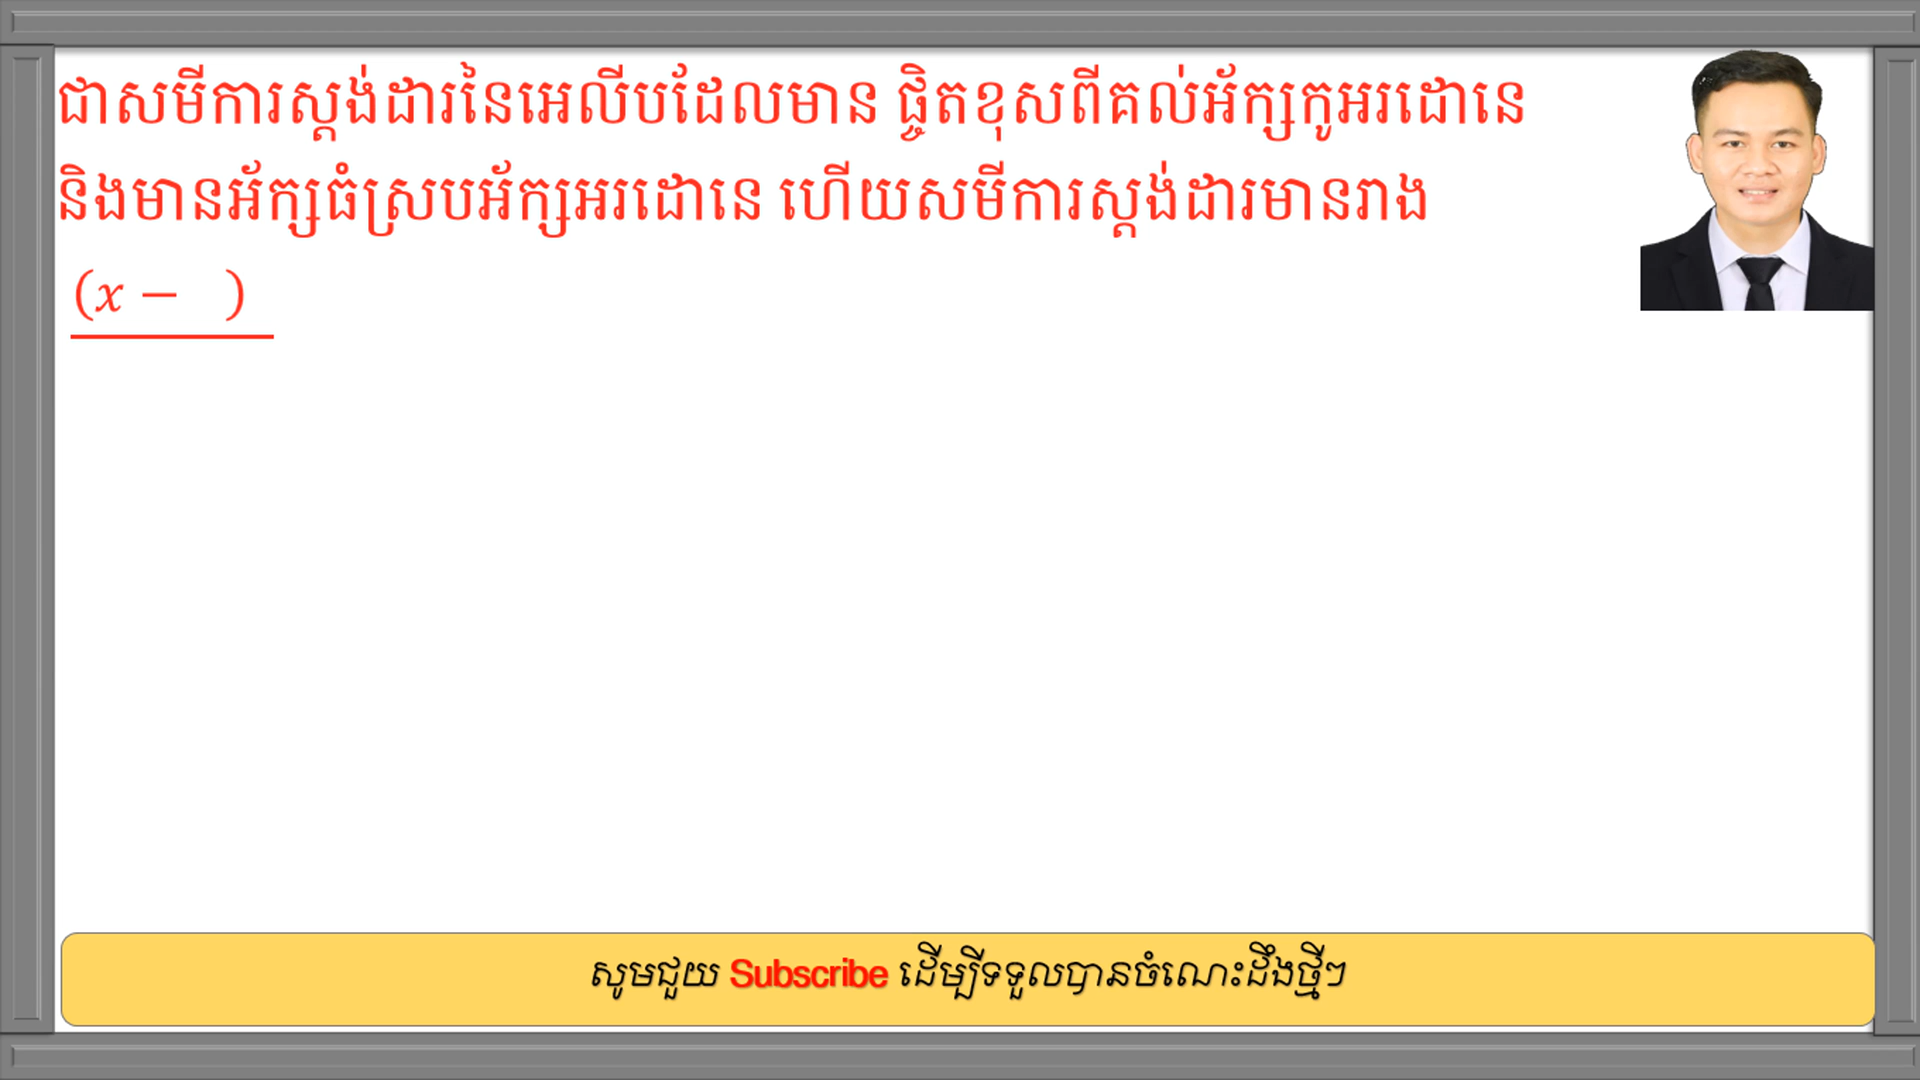 ជាសមីការស្តង់ដារនៃអេលីបដែលមាន ផ្ចិតខុសពីគល់អ័ក្សកូអរដោនេ
និងមានអ័ក្សធំស្របអ័ក្សអរដោនេ ហើយសមីការស្តង់ដារមានរាង
(x − )
សូមជួយ Subscribe ដើម្បីទទួលបានចំណេះដឹងថ្មីៗ